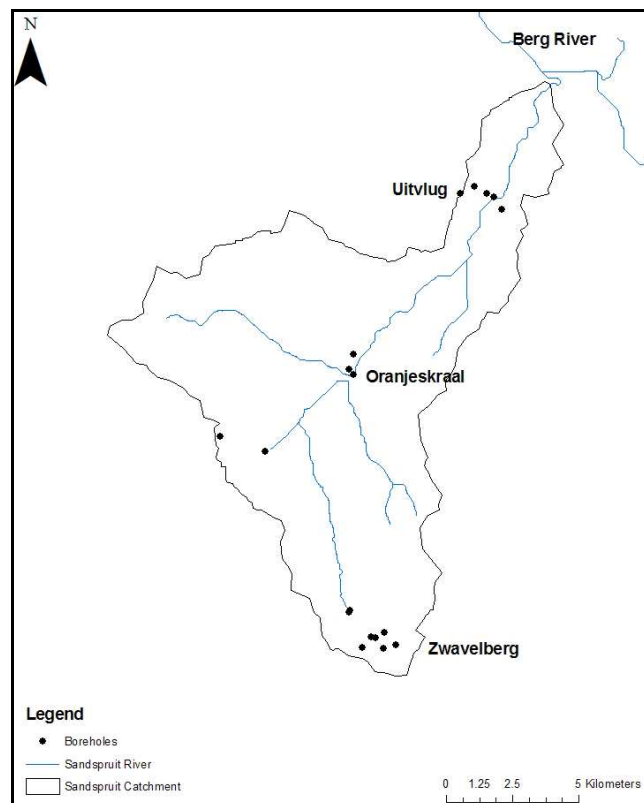 N
Berg River
Uitvlug
Oranjeskraal
Zwavelberg
Legend
Boreholes
Sandspruit River
Sandspruit Catchment
0 1.25 2.5 5 Kilometers